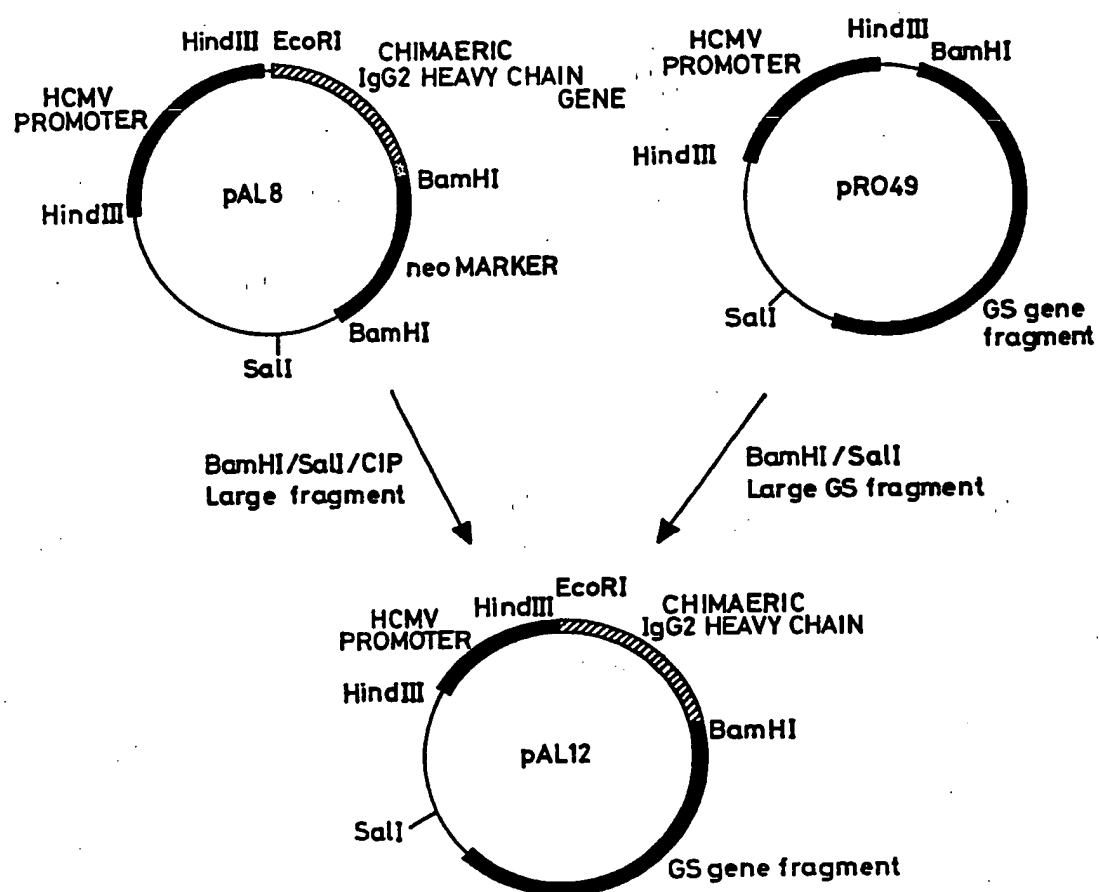 HindIII EcoRI
CHIMAERIC
IgG2 HEAVY CHAIN
GENE
HCMV
PROMOTER
HindIII
pAL8
BamHI
neo MARKER
BamHI
SalI
HCMV
PROMOTER
HindIII
BamHI
HindIII
pRO49
SalI
GS gene
fragment
BamHI/SalI/CIP
Large fragment
BamHI/SalI
Large GS fragment
HCMV
PROMOTER
HindIII
EcoRI
CHIMAERIC
IgG2 HEAVY CHAIN
HindIII
BamHI
pAL12
SalI
GS gene fragment